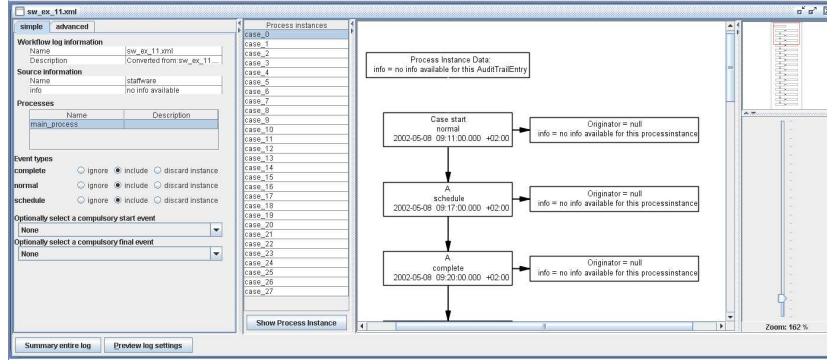 sw_ex_11.xml
simple advanced
Workflow log information
Name sw_ex_11.xml
Description Converted from:sw_ex_11....
Source information
Name staffware
info no info available
Processes
Name Description
main_process
Event types
complete ignore include discard instance
normal ignore include discard instance
schedule ignore include discard instance
Optionally select a compulsory start event
None
Optionally select a compulsory final event
None
Process instances
case_0
case_1
case_2
case_3
case_4
case_5
case_6
case_7
case_8
case_9
case_10
case_11
case_12
case_13
case_14
case_15
case_16
case_17
case_18
case_19
case_20
case_21
case_22
case_23
case_24
case_25
case_26
case_27
Show Process Instance
Process Instance Data:
info = no info available for this AuditTrailEntry
Case start
normal
2002-05-08 09:11:00.000 +02:00
Originator = null
info = no info available for this processinstance
A
schedule
2002-05-08 09:17:00.000 +02:00
Originator = null
info = no info available for this processinstance
A
complete
2002-05-08 09:20:00.000 +02:00
Originator = null
info = no info available for this processinstance
Zoom: 162 %
Summary entire log Preview log settings